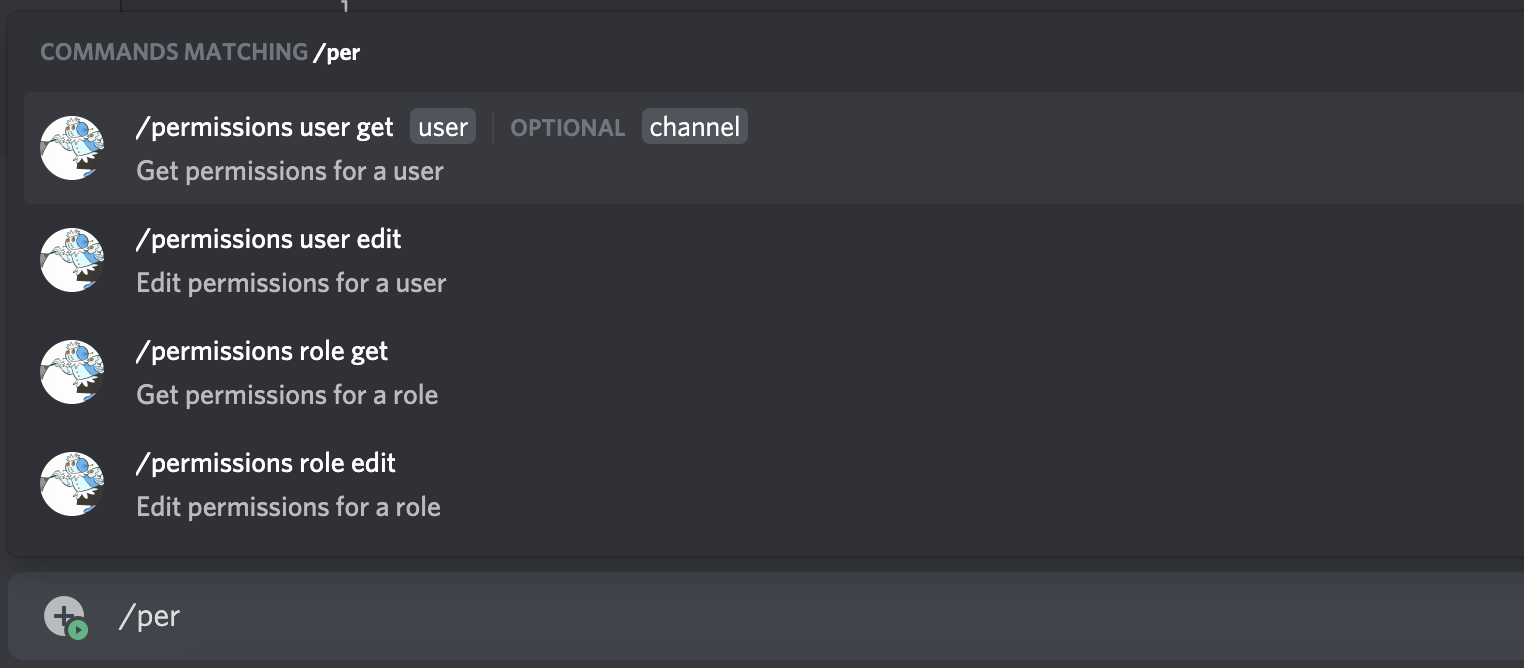 COMMANDS MATCHING /per
/permissions user get user OPTIONAL channel
Get permissions for a user
/permissions user edit
Edit permissions for a user
/permissions role get
Get permissions for a role
/permissions role edit
Edit permissions for a role
/per